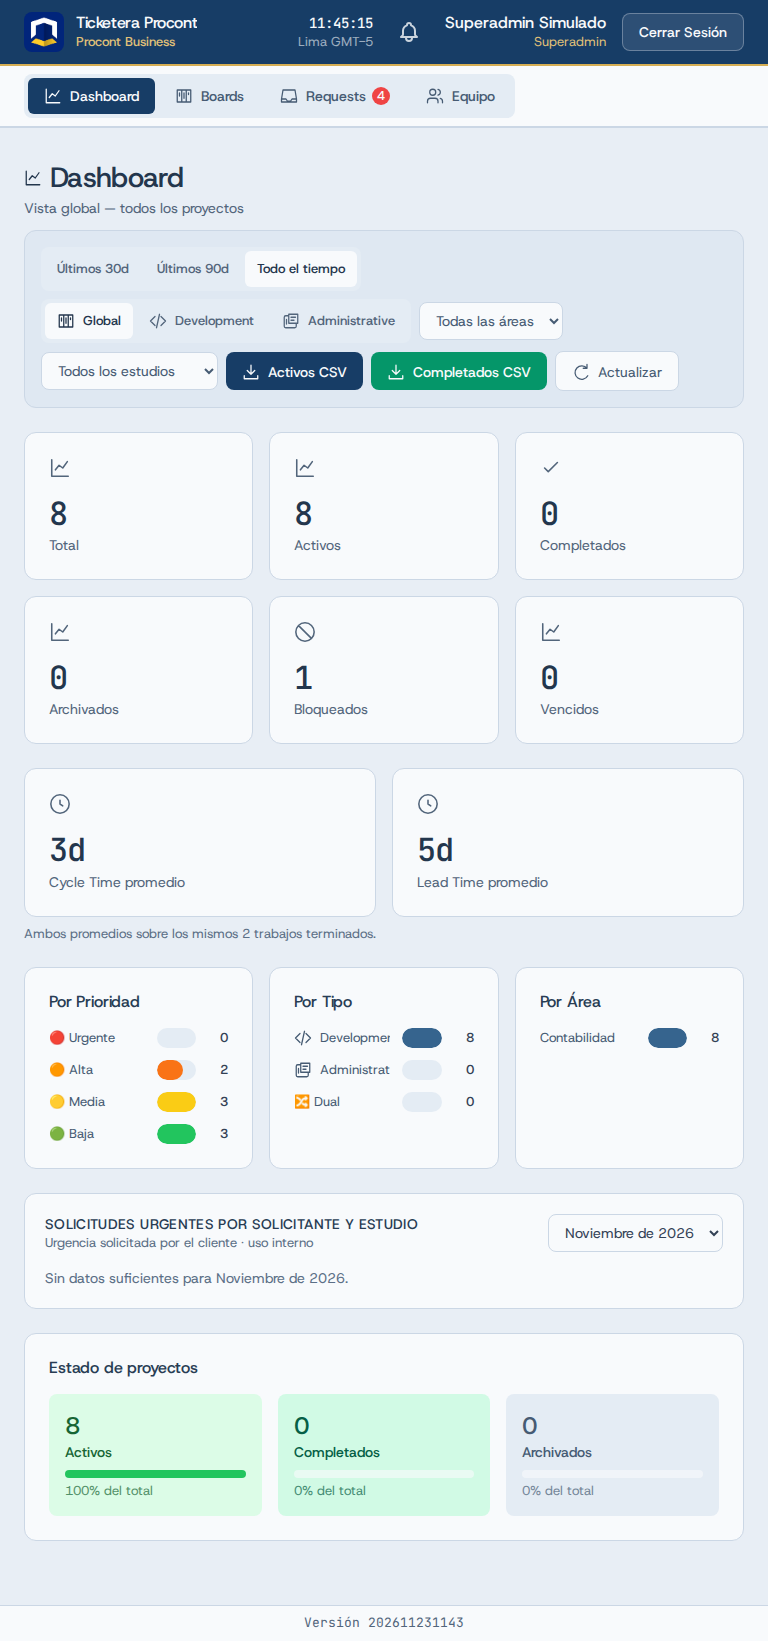 Ticketera Procont
Procont Business
11:45:15
Lima GMT-5
Superadmin Simulado
Superadmin
Cerrar Sesión
Dashboard
Boards
Requests 4
Equipo
Dashboard
Vista global — todos los proyectos
Últimos 30d
Últimos 90d
Todo el tiempo
Global
Development
Administrative
Todas las áreas
Todos los estudios
Activos CSV
Completados CSV
Actualizar
8
Total
8
Activos
0
Completados
0
Archivados
1
Bloqueados
0
Vencidos
3d
Cycle Time promedio
5d
Lead Time promedio
Ambos promedios sobre los mismos 2 trabajos terminados.
Por Prioridad
Urgente 0
Alta 2
Media 3
Baja 3
Por Tipo
Developmer 8
Administrat 0
Dual 0
Por Área
Contabilidad 8
SOLICITUDES URGENTES POR SOLICITANTE Y ESTUDIO
Urgencia solicitada por el cliente · uso interno
Noviembre de 2026
Sin datos suficientes para Noviembre de 2026.
Estado de proyectos
8
Activos
100% del total
0
Completados
0% del total
0
Archivados
0% del total
Versión 202611231143